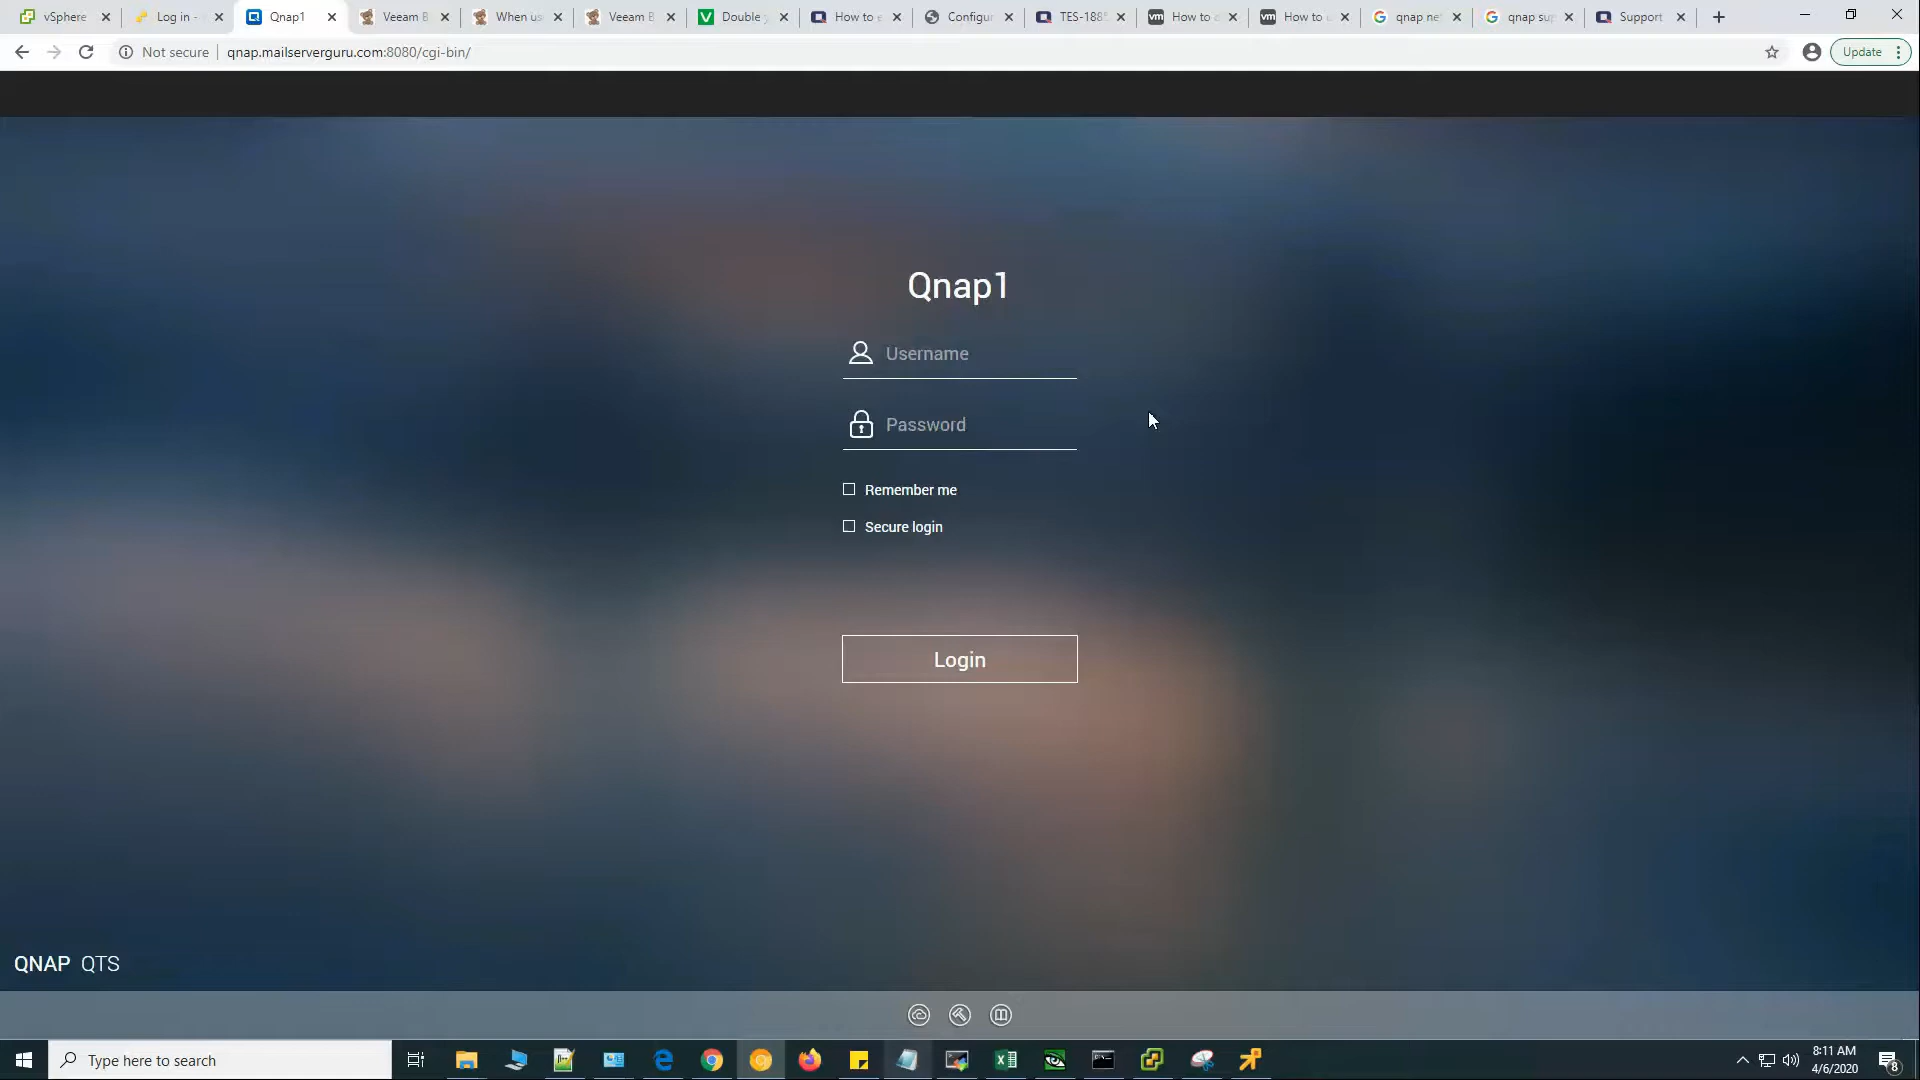 vSphere
Log in -
Qnap1
Veeam B
When us
Veeam B
Double
How to e
Configu
TES-188
How to
How to
qnap ne
qnap su
Support
Not secure
qnap.mailserverguru.com:8080/cgi-bin/
Update
Qnap1
Username
Password
Remember me
Secure login
Login
QNAP QTS
Type here to search
8:11 AM
4/6/2020
8